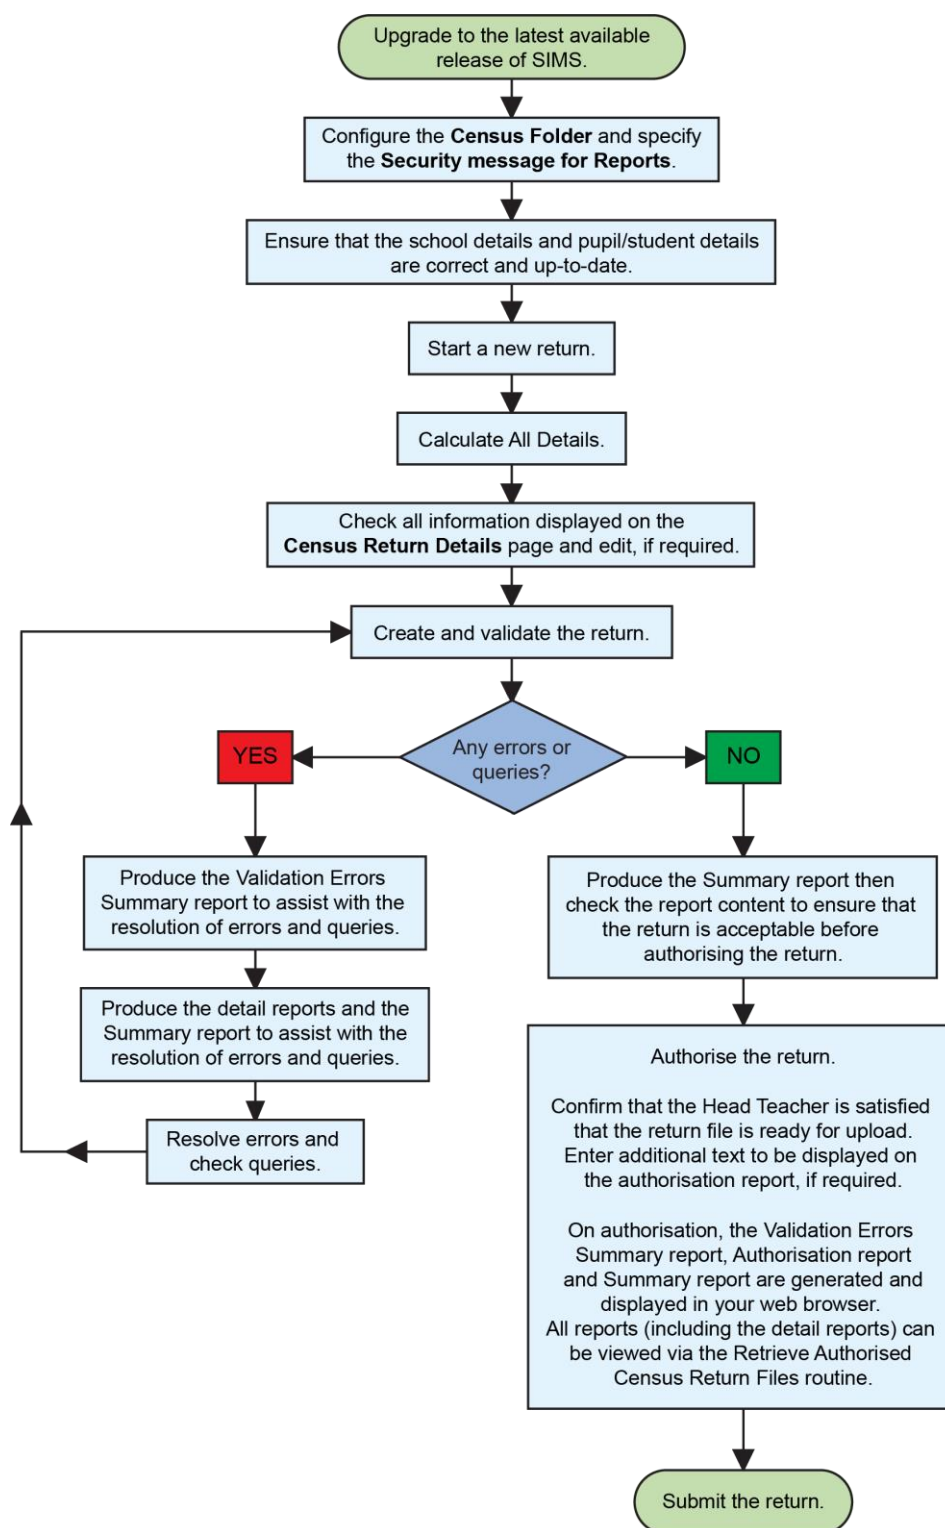 Upgrade to the latest available
release of SIMS.
Configure the Census Folder and specify
the Security message for Reports.
Ensure that the school details and pupil/student details
are correct and up-to-date.
Start a new return.
Calculate All Details.
Check all information displayed on the
Census Return Details page and edit, if required.
Create and validate the return.
Any errors or
queries?
YES
NO
Produce the Validation Errors
Summary report to assist with the
resolution of errors and queries.
Produce the detail reports and the
Summary report to assist with the
resolution of errors and queries.
Resolve errors and
check queries.
Produce the Summary report then
check the report content to ensure that
the return is acceptable before
authorising the return.
Authorise the return.
Confirm that the Head Teacher is satisfied
that the return file is ready for upload.
Enter additional text to be displayed on
the authorisation report, if required.
On authorisation, the Validation Errors
Summary report, Authorisation report
and Summary report are generated and
displayed in your web browser.
All reports (including the detail reports) can
be viewed via the Retrieve Authorised
Census Return Files routine.
Submit the return.